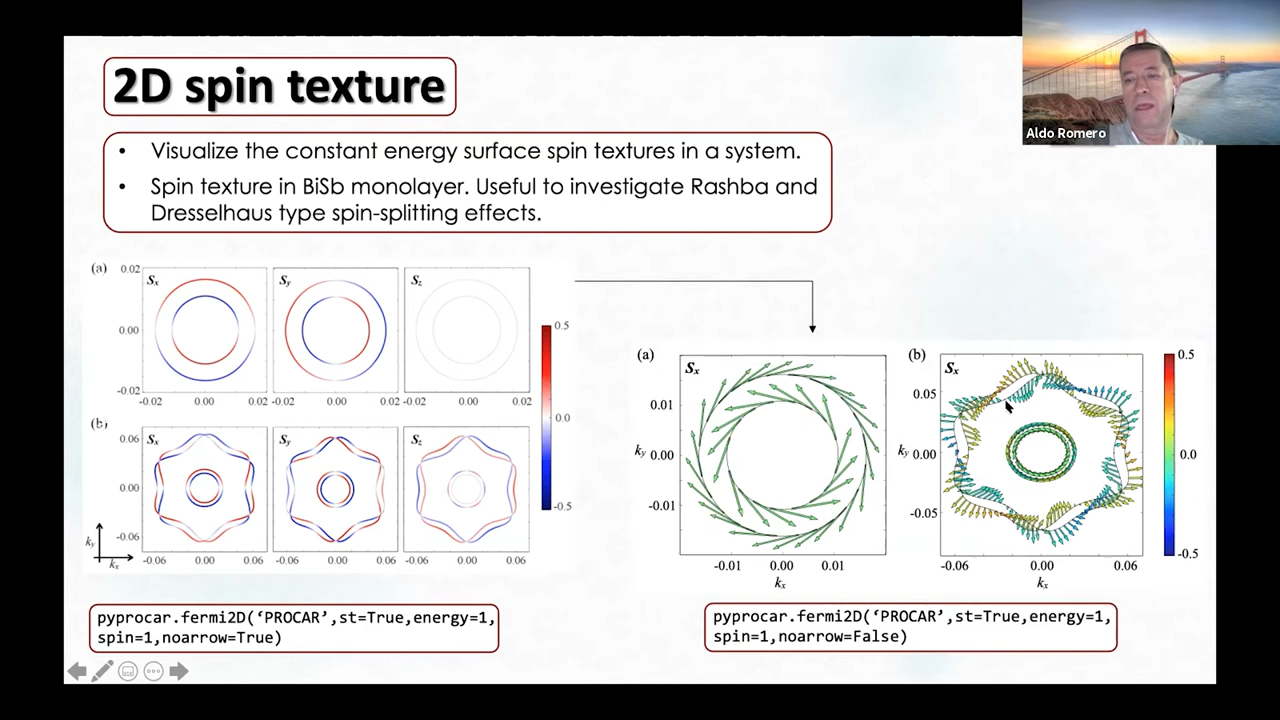 2D spin texture
Aldo Romero
• Visualize the constant energy surface spin textures in a system.
• Spin texture in BiSb monolayer. Useful to investigate Rashba and
Dresselhaus type spin-splitting effects.
(a)
0.02
0.00
-0.02
Sx
Sy
Sz
-0.02 0.00 0.02
-0.02 0.00 0.02
-0.02 0.00 0.02
(b)
0.06
0.00
-0.06
Sx
Sy
Sz
-0.06 0.00 0.06
-0.06 0.00 0.06
-0.06 0.00 0.06
ky
kx
0.5
0.0
-0.5
(a)
Sx
0.01
ky 0.00
-0.01
-0.01 0.00 0.01
kx
(b)
Sx
0.05
ky 0.00
-0.05
-0.06 0.00 0.06
kx
0.5
0.0
-0.5
pyprocar.fermi2D(‘PROCAR’,st=True,energy=1,
spin=1,noarrow=True)
pyprocar.fermi2D(‘PROCAR’,st=True,energy=1,
spin=1,noarrow=False)